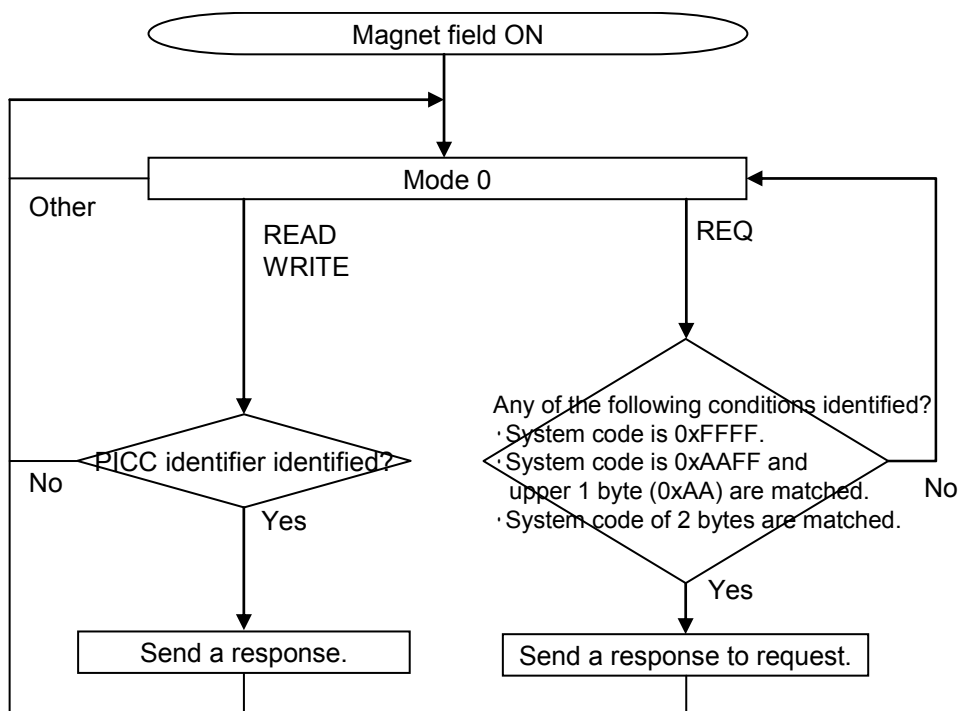 Magnet field ON
Mode 0
Other
READ
WRITE
REQ
Any of the following conditions identified?
·System code is 0xFFFF.
·System code is 0xAAFF and
upper 1 byte (0xAA) are matched.
·System code of 2 bytes are matched.
PICC identifier identified?
No
No
Yes
Yes
Send a response.
Send a response to request.